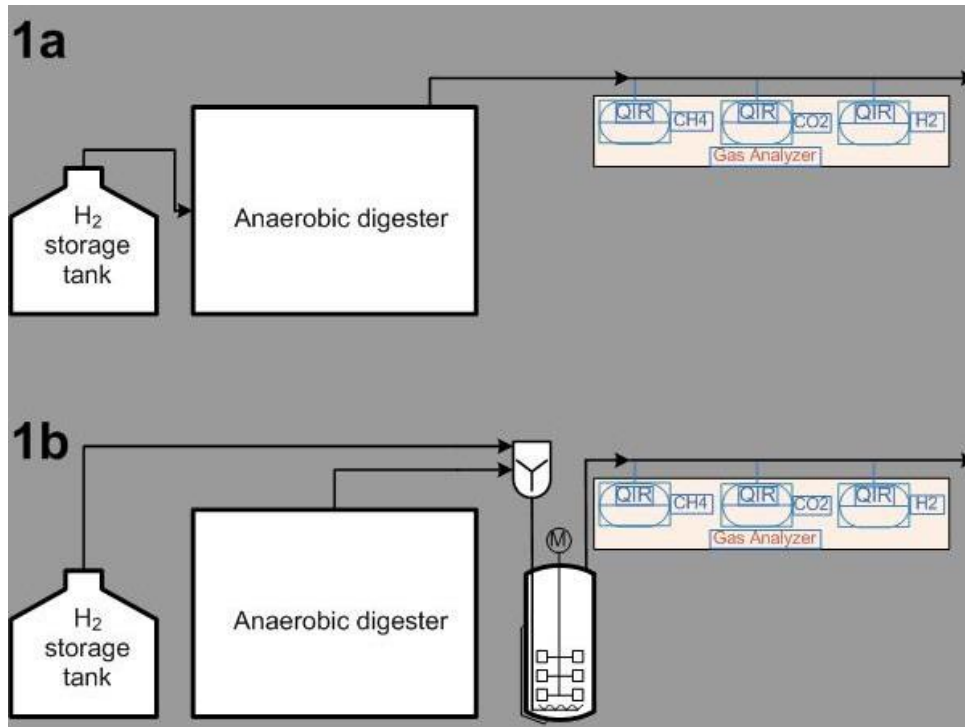 1a
QIR CH4 QIR CO2 QIR H2
Gas Analyzer
H2
storage
tank
Anaerobic digester
1b
QIR CH4 QIR CO2 QIR H2
Gas Analyzer
M
H2
storage
tank
Anaerobic digester